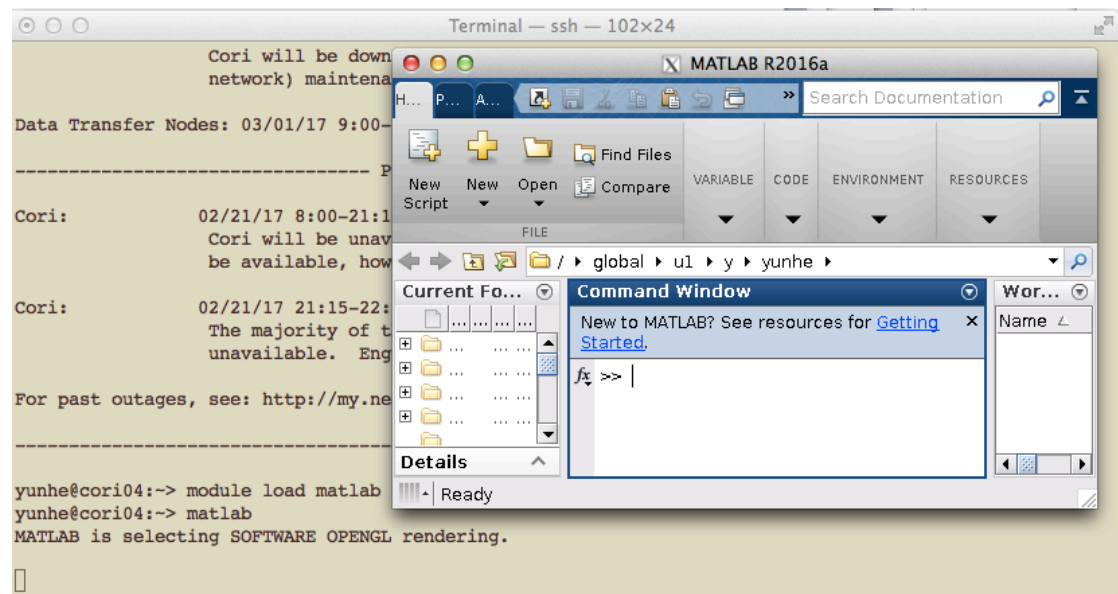 Terminal — ssh — 102×24
Cori will be down
network) maintena
Data Transfer Nodes: 03/01/17 9:00-
--------------------------------- P
Cori: 02/21/17 8:00-21:1
Cori will be unav
be available, how
Cori: 02/21/17 21:15-22:
The majority of t
unavailable. Eng
For past outages, see: http://my.ne
-----------------------------------
yunhe@cori04:~> module load matlab
yunhe@cori04:~> matlab
MATLAB is selecting SOFTWARE OPENGL rendering.
MATLAB R2016a
H... P... A... » Search Documentation
New Script New Open Find Files Compare VARIABLE CODE ENVIRONMENT RESOURCES
FILE
/ ▸ global ▸ u1 ▸ y ▸ yunhe ▸
Current Fo... Command Window Wor...
New to MATLAB? See resources for Getting Started. × Name
... ... ... ...
... ... ...
... ... ...
... ... ...
... ... ...
fx >>
Details
Ready